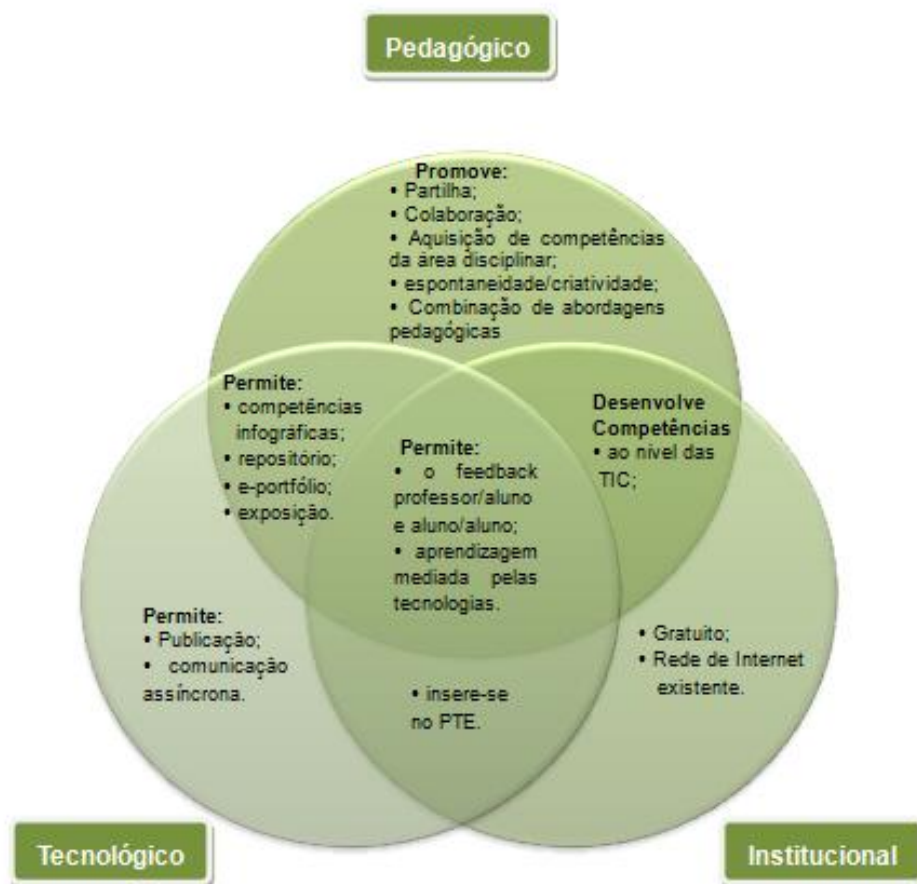 Pedagógico
Promove:
• Partilha;
• Colaboração;
• Aquisição de competências
da área disciplinar;
• espontaneidade/criatividade;
• Combinação de abordagens
pedagógicas
Permite:
• competências
infográficas;
• repositório;
• e-portfólio;
• exposição.
Permite:
• o feedback
professor/aluno
e aluno/aluno;
• aprendizagem
mediada pelas
tecnologias.
Desenvolve
Competências
• ao nível das
TIC;
Permite:
• Publicação;
• comunicação
assíncrona.
• insere-se
no PTE.
• Gratuito;
• Rede de Internet
existente.
Tecnológico
Institucional